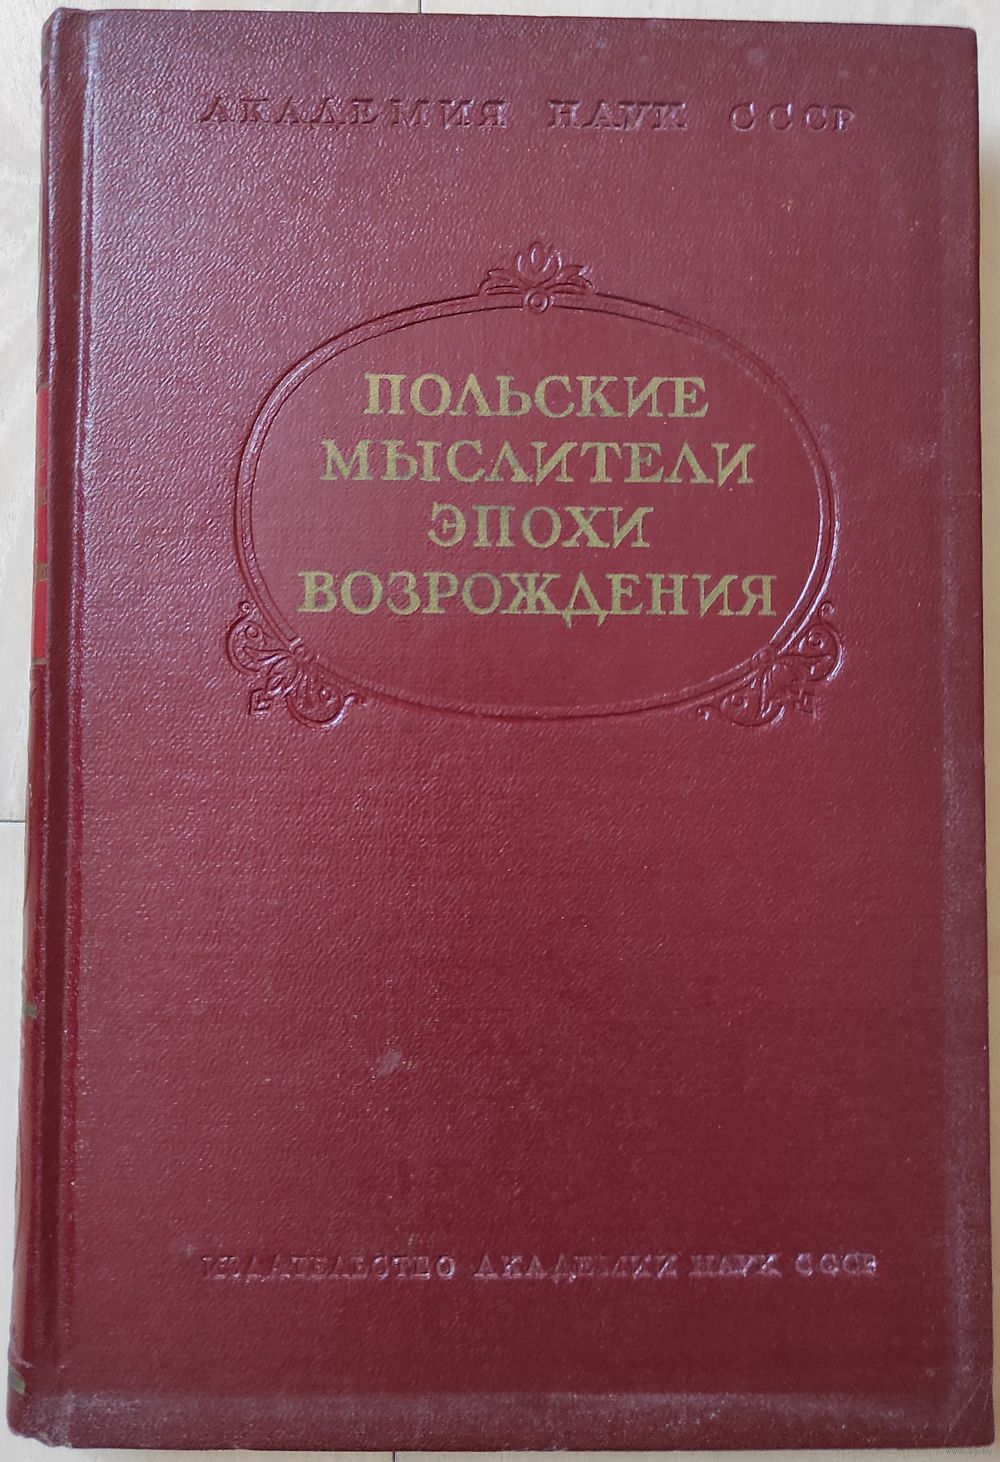 АКАДЕМИЯ НАУК СССР
ПОЛЬСКИЕ
МЫСЛИТЕЛИ
ЭПОХИ
ВОЗРОЖДЕНИЯ
ИЗДАТЕЛЬСТВО АКАДЕМИИ НАУК СССР